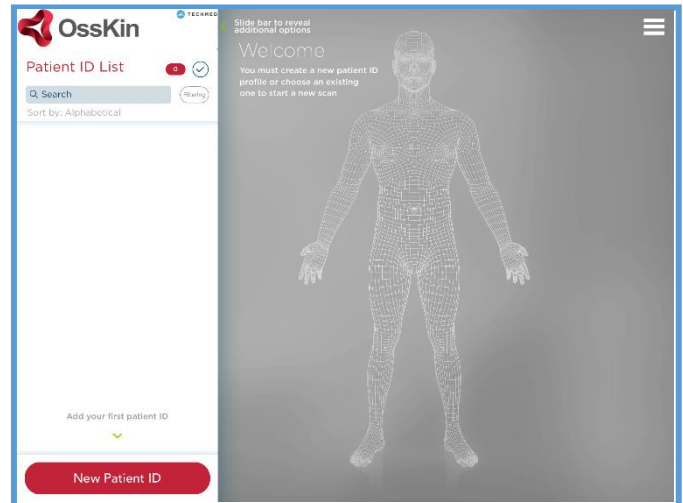 OssKin
TECHMED
Patient ID List
0
Search
Filtering
Sort by: Alphabetical
Add your first patient ID
New Patient ID
Slide bar to reveal
additional options
Welcome
You must create a new patient ID
profile or choose an existing
one to start a new scan